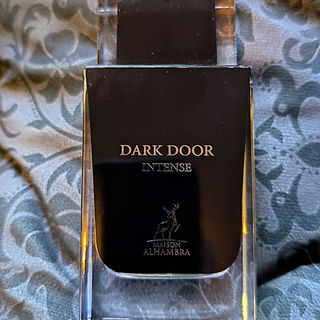 DARK DOOR
INTENSE
MAISON
ALHAMBRA